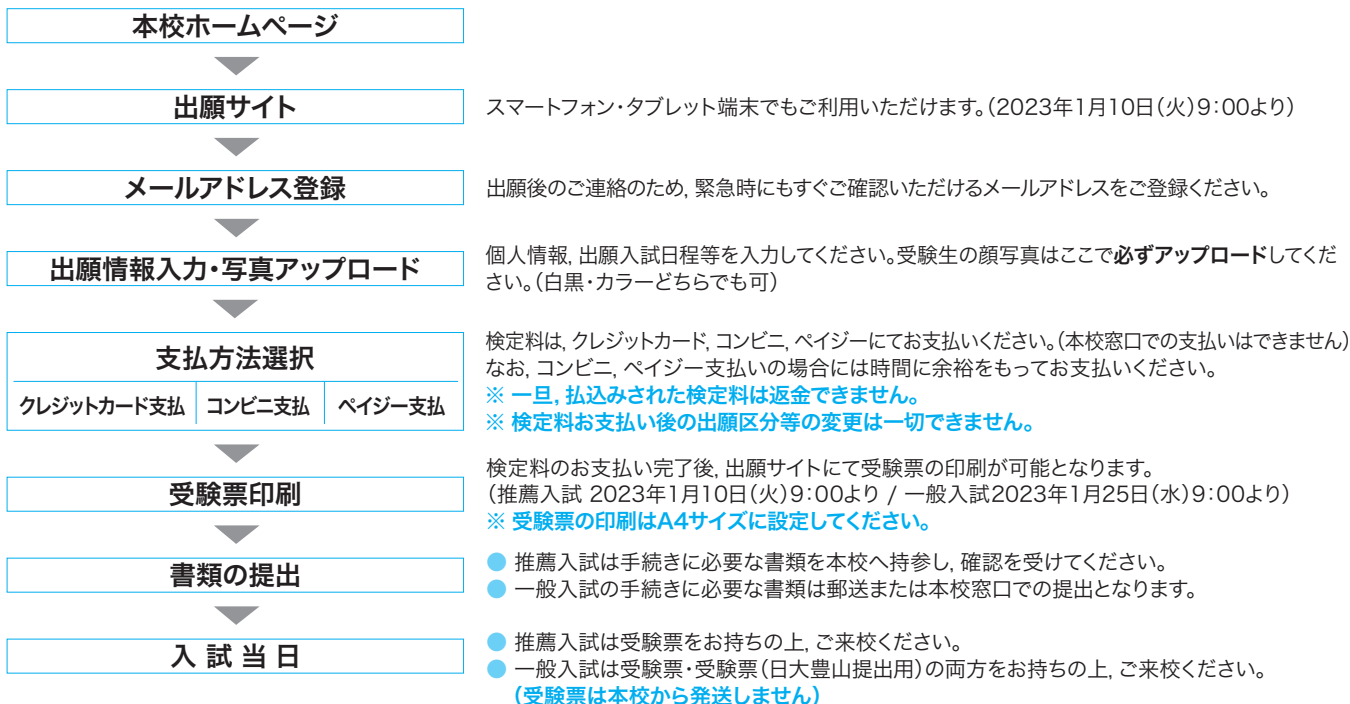 本校ホームページ
出願サイト
スマートフォン・タブレット端末でもご利用いただけます。(2023年1月10日(火)9:00より)
メールアドレス登録
出願後のご連絡のため, 緊急時にもすぐご確認いただけるメールアドレスをご登録ください。
出願情報入力・写真アップロード
個人情報, 出願入試日程等を入力してください。受験生の顔写真はここで必ずアップロードしてくだ
さい。(白黒・カラーどちらでも可)
支払方法選択
クレジットカード支払 コンビニ支払 ペイジー支払
検定料は, クレジットカード, コンビニ, ペイジーにてお支払いください。(本校窓口での支払いはできません)
なお, コンビニ, ペイジー支払いの場合には時間に余裕をもってお支払いください。
※ 一旦, 払込みされた検定料は返金できません。
※ 検定料お支払い後の出願区分等の変更は一切できません。
受験票印刷
検定料のお支払い完了後, 出願サイトにて受験票の印刷が可能となります。
(推薦入試 2023年1月10日(火)9:00より / 一般入試2023年1月25日(水)9:00より)
※ 受験票の印刷はA4サイズに設定してください。
書類の提出
● 推薦入試は手続きに必要な書類を本校へ持参し, 確認を受けてください。
● 一般入試の手続きに必要な書類は郵送または本校窓口での提出となります。
入 試 当 日
● 推薦入試は受験票をお持ちの上, ご来校ください。
● 一般入試は受験票・受験票(日大豊山提出用)の両方をお持ちの上, ご来校ください。
(受験票は本校から発送しません)